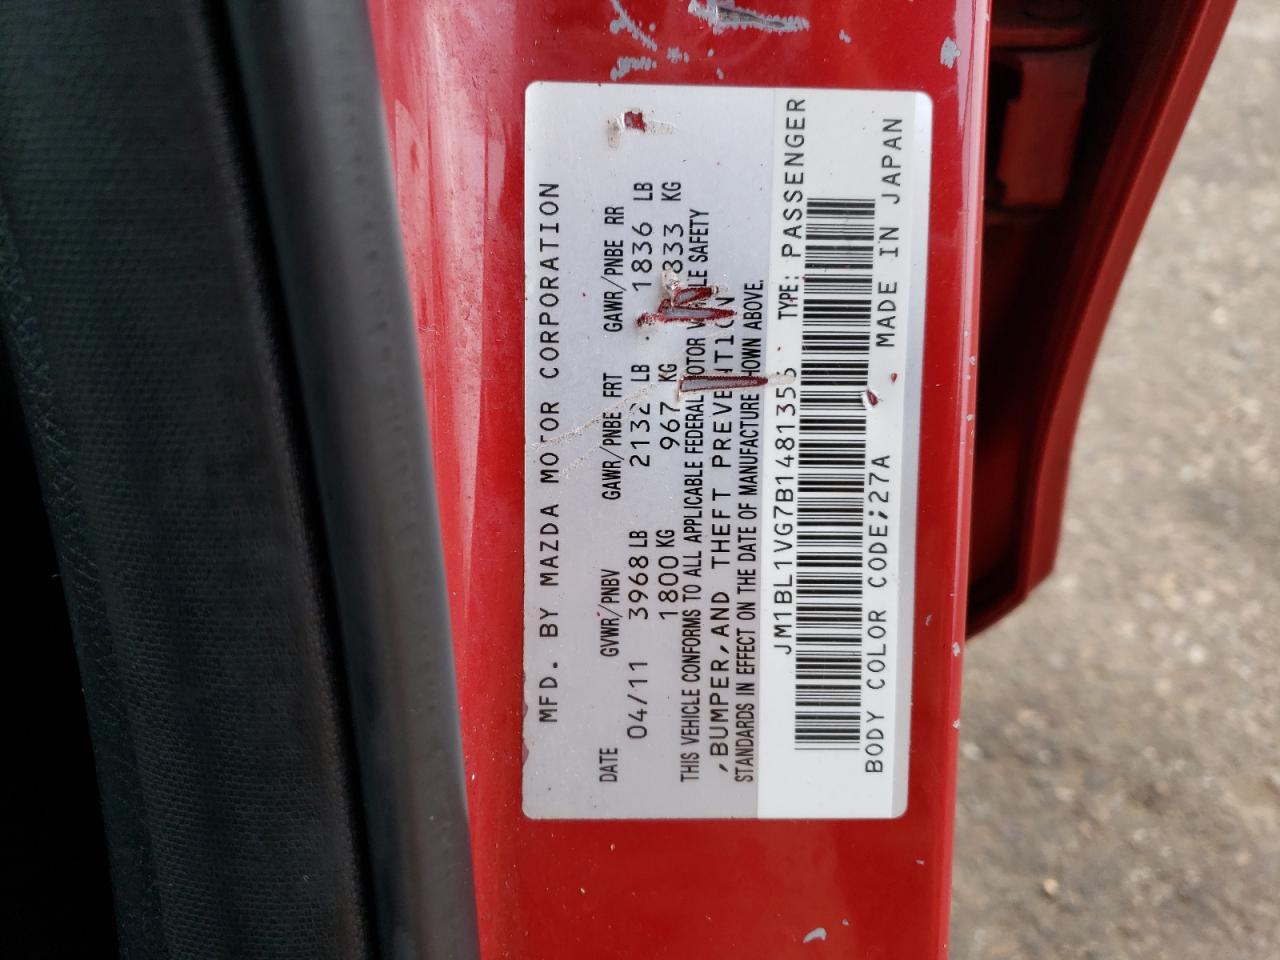 MFD. BY MAZDA MOTOR CORPORATION
DATE GVWR/PNBV GAWR/PNBE FRT GAWR/PNBE RR
04/11 3968 LB 2132 LB 1836 LB
1800 KG 967 KG 833 KG
THIS VEHICLE CONFORMS TO ALL APPLICABLE FEDERAL MOTOR VEHICLE SAFETY
,BUMPER,AND THEFT PREVENTION
STANDARDS IN EFFECT ON THE DATE OF MANUFACTURE SHOWN ABOVE.
JM1BL1VG7B1481356 TYPE: PASSENGER
BODY COLOR CODE;27A MADE IN JAPAN